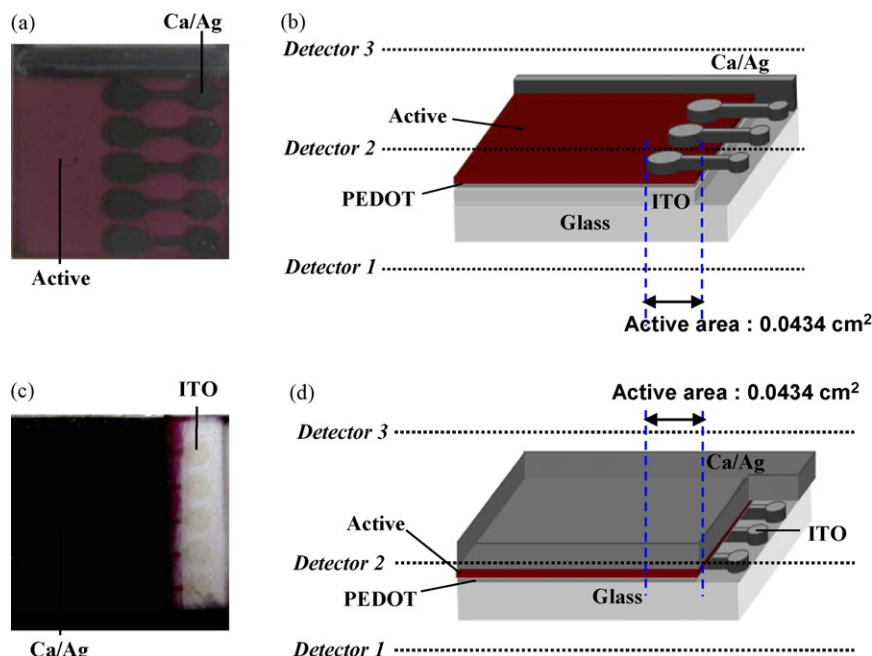 (a)
Ca/Ag
Active
(b)
Detector 3
Ca/Ag
Active
Detector 2
PEDOT
ITO
Glass
Detector 1
Active area : 0.0434 cm²
(c)
ITO
Ca/Ag
(d)
Active area : 0.0434 cm²
Detector 3
Ca/Ag
Active
ITO
Detector 2
PEDOT
Glass
Detector 1